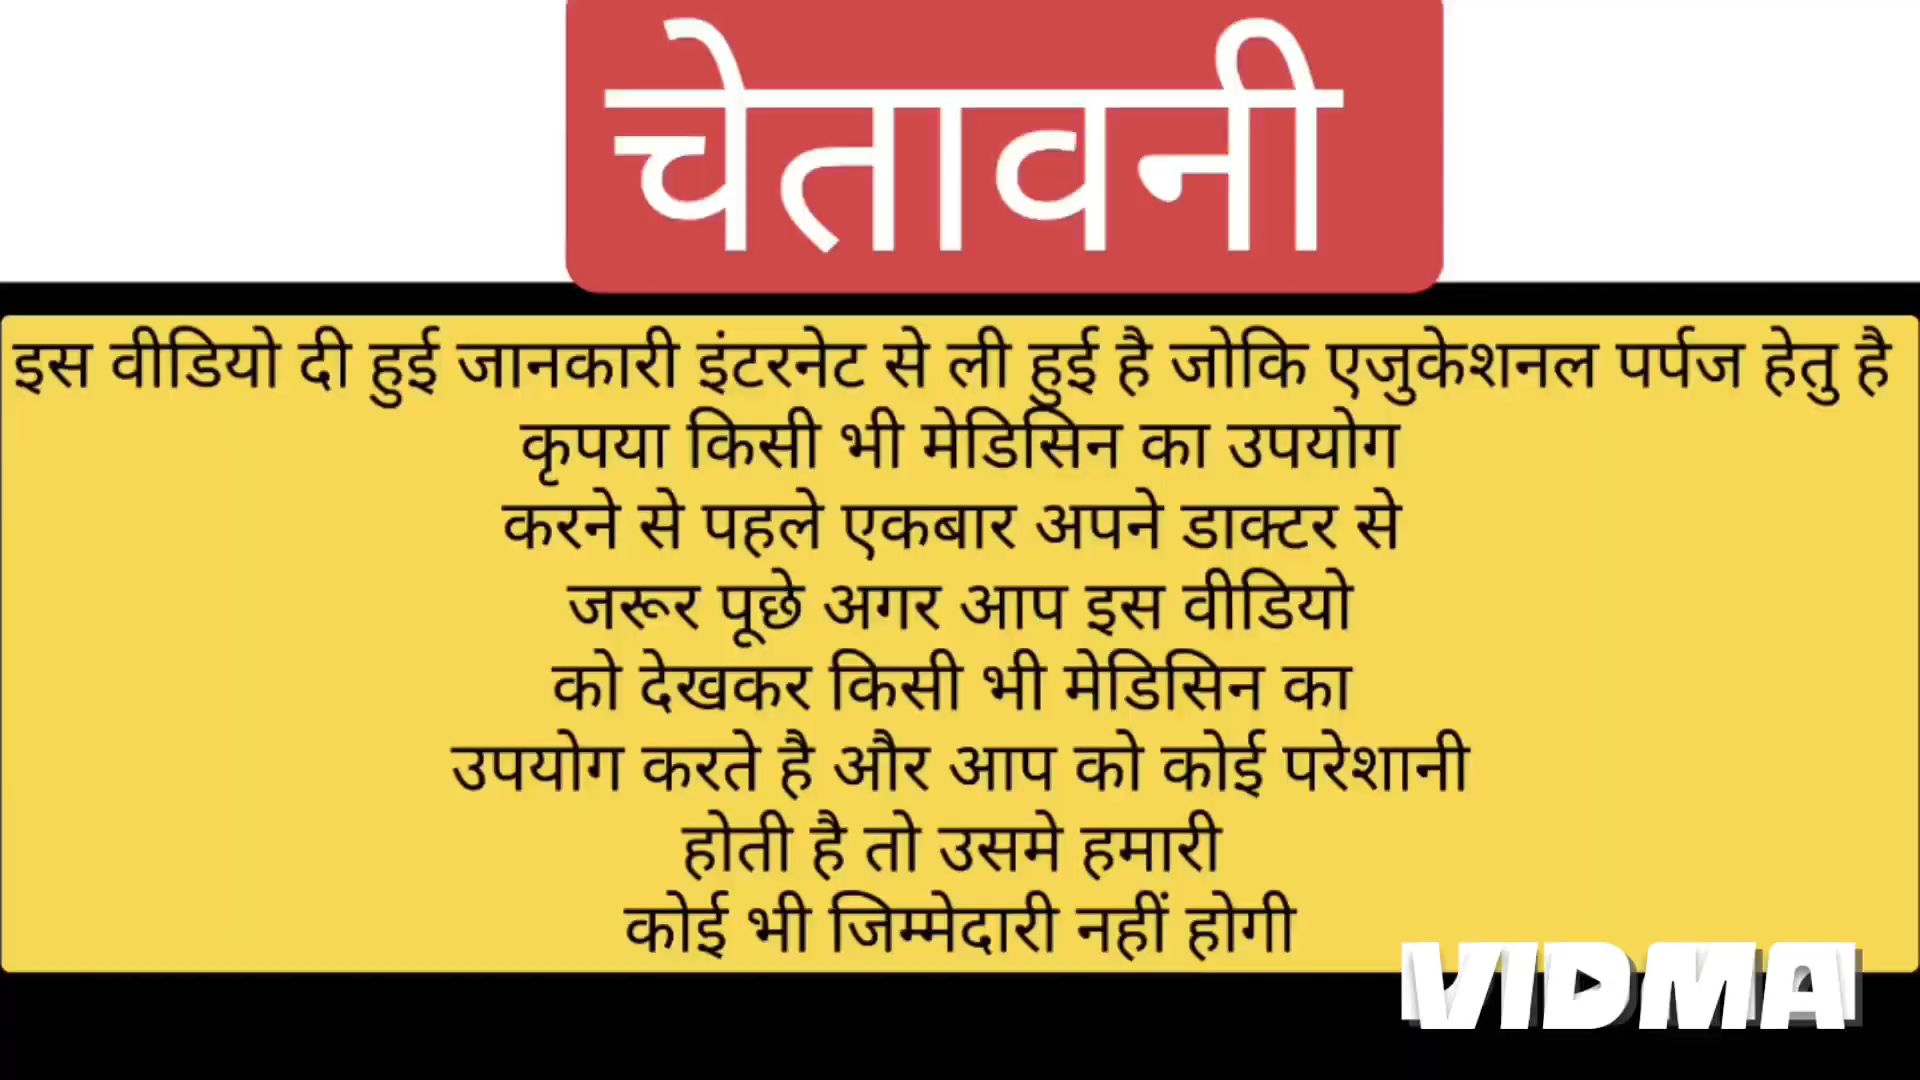 चेतावनी
इस वीडियो दी हुई जानकारी इंटरनेट से ली हुई है जोकि एजुकेशनल पर्पज हेतु है
कृपया किसी भी मेडिसिन का उपयोग
करने से पहले एकबार अपने डाक्टर से
जरूर पूछे अगर आप इस वीडियो
को देखकर किसी भी मेडिसिन का
उपयोग करते है और आप को कोई परेशानी
होती है तो उसमे हमारी
कोई भी जिम्मेदारी नहीं होगी
VIDMA